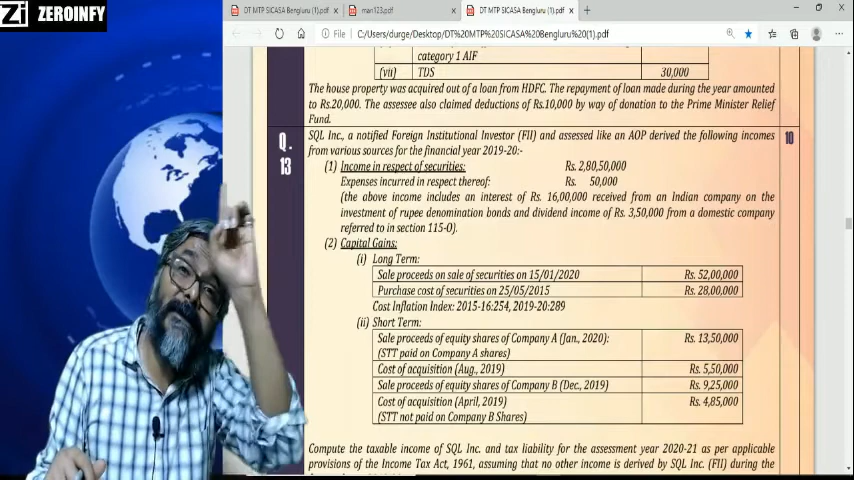 Zi ZEROINFY
DT MTP SICASA Bengluru (1).pdf
man123.pdf
DT MTP SICASA Bengluru (1).pdf
File | C:/Users/durge/Desktop/DT%20MTP%20SICASA%20Bengluru%20(1).pdf
category 1 AIF
(vii) TDS 30,000
The house property was acquired out of a loan from HDFC. The repayment of loan made during the year amounted
to Rs.20,000. The assessee also claimed deductions of Rs.10,000 by way of donation to the Prime Minister Relief
Fund.
Q. 13
10
SQL Inc., a notified Foreign Institutional Investor (FII) and assessed like an AOP derived the following incomes
from various sources for the financial year 2019-20:-
(1) Income in respect of securities: Rs. 2,80,50,000
Expenses incurred in respect thereof: Rs. 50,000
(the above income includes an interest of Rs. 16,00,000 received from an Indian company on the
investment of rupee denomination bonds and dividend income of Rs. 3,50,000 from a domestic company
referred to in section 115-O).
(2) Capital Gains:
(i) Long Term:
Sale proceeds on sale of securities on 15/01/2020 Rs. 52,00,000
Purchase cost of securities on 25/05/2015 Rs. 28,00,000
Cost Inflation Index: 2015-16:254, 2019-20:289
(ii) Short Term:
Sale proceeds of equity shares of Company A (Jan., 2020): Rs. 13,50,000
(STT paid on Company A shares)
Cost of acquisition (Aug., 2019) Rs. 5,50,000
Sale proceeds of equity shares of Company B (Dec., 2019) Rs. 9,25,000
Cost of acquisition (April, 2019) Rs. 4,85,000
(STT not paid on Company B Shares)
Compute the taxable income of SQL Inc. and tax liability for the assessment year 2020-21 as per applicable
provisions of the Income Tax Act, 1961, assuming that no other income is derived by SQL Inc. (FII) during the